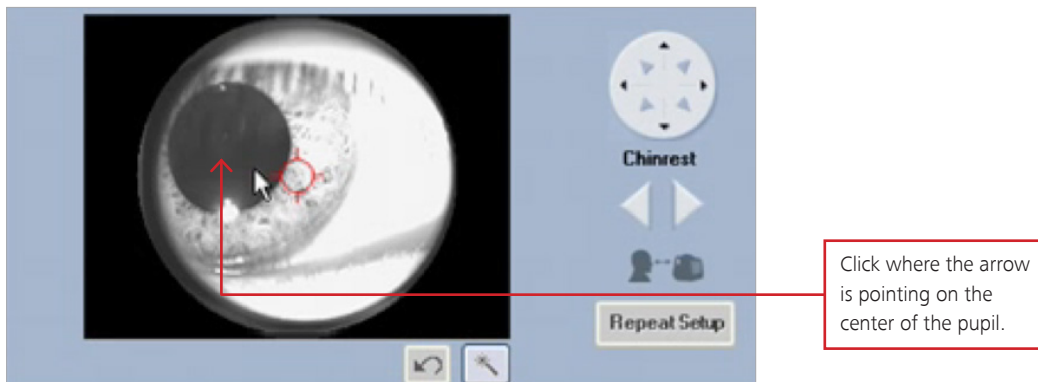 Chinrest
Repeat Setup
Click where the arrow
is pointing on the
center of the pupil.